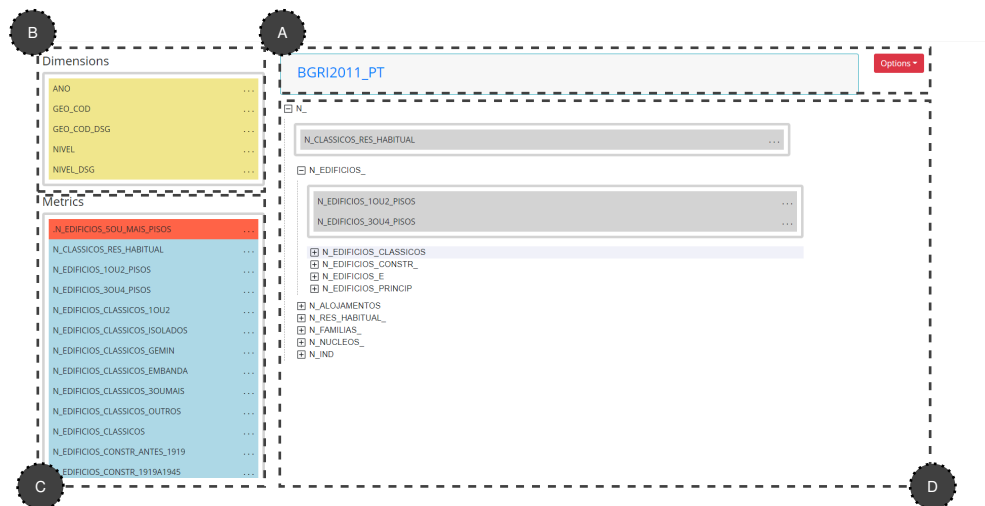 B
A
Dimensions
ANO ...
GEO_COD ...
GEO_COD_DSG ...
NIVEL ...
NIVEL_DSG ...
Metrics
.N_EDIFICIOS_5OU_MAIS_PISOS ...
N_CLASSICOS_RES_HABITUAL ...
N_EDIFICIOS_1OU2_PISOS ...
N_EDIFICIOS_3OU4_PISOS ...
N_EDIFICIOS_CLASSICOS_1OU2 ...
N_EDIFICIOS_CLASSICOS_ISOLADOS ...
N_EDIFICIOS_CLASSICOS_GEMIN ...
N_EDIFICIOS_CLASSICOS_EMBANDA ...
N_EDIFICIOS_CLASSICOS_3OUMAIS ...
N_EDIFICIOS_CLASSICOS_OUTROS ...
N_EDIFICIOS_CLASSICOS ...
N_EDIFICIOS_CONSTR_ANTES_1919 ...
N_EDIFICIOS_CONSTR_1919A1945 ...
C
BGRI2011_PT
Options
N_
N_CLASSICOS_RES_HABITUAL ...
N_EDIFICIOS_
N_EDIFICIOS_1OU2_PISOS ...
N_EDIFICIOS_3OU4_PISOS ...
N_EDIFICIOS_CLASSICOS
N_EDIFICIOS_CONSTR_
N_EDIFICIOS_E
N_EDIFICIOS_PRINCIP
N_ALOJAMENTOS
N_RES_HABITUAL_
N_FAMILIAS_
N_NUCLEOS_
N_IND
D